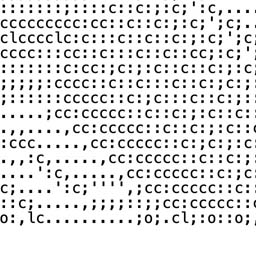 :::::::;::::c::c:;:c;';:c,....
ccccccccc:cc::c::c:;:c;';c;..
clccccclc:c:::c::c::c:;:c;';c;
cccc:::cc::c:::c::c::cc;:c;'
:::::::c:cc:;c:;:c::c::c:;:c
;;;;;:cccc::c::c::c::c:;c:;:
;::::::ccccc::c:;c:::c::c:;:
.....;cc:cccc::c::c:;:c::c:;
.,,....,cc:ccccc::c::c:;:c::
:ccc.....,cc:ccccc::c:;:c::c
.,,:c,.....,cc:ccccc::c::c:;
....':c,.....,cc:ccccc::c:;c
c;....':c;'''',;cc:ccccc::c:
::c;.....,;;;;::;;cc:ccccc::
o:,lc..........;o;.cl;:o::o;,